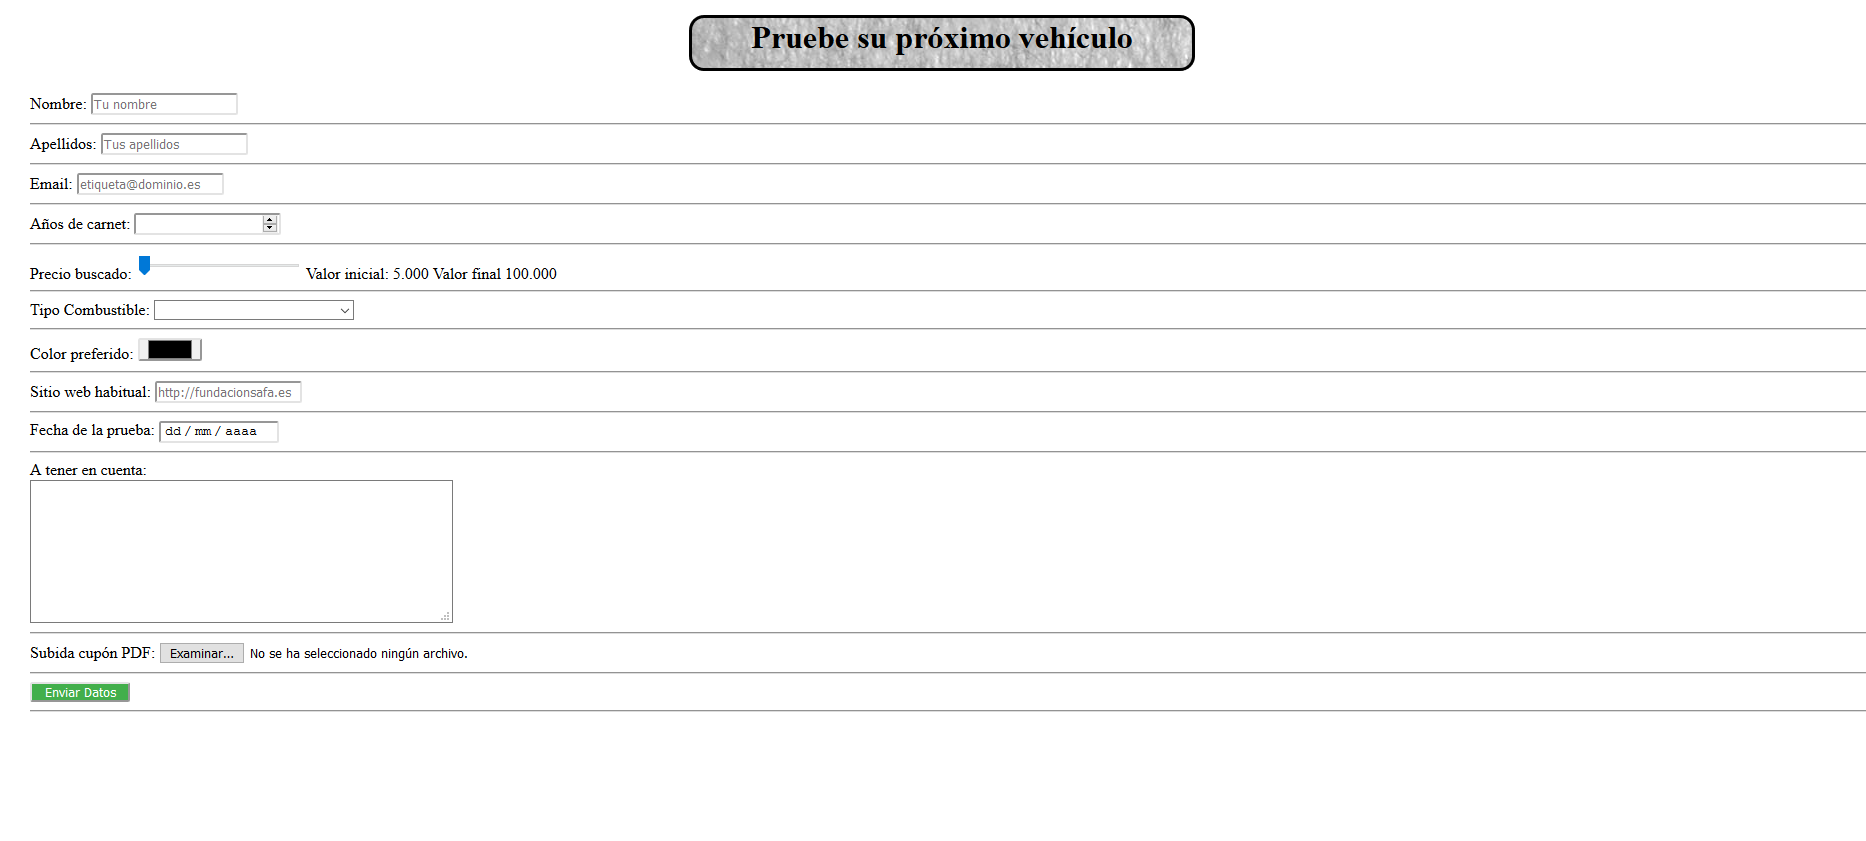 Pruebe su próximo vehículo
Nombre: Tu nombre
Apellidos: Tus apellidos
Email: etiqueta@dominio.es
Años de carnet:
Precio buscado: Valor inicial: 5.000 Valor final 100.000
Tipo Combustible:
Color preferido:
Sitio web habitual: http://fundacionsafa.es
Fecha de la prueba: dd / mm / aaaa
A tener en cuenta:
Subida cupón PDF: Examinar... No se ha seleccionado ningún archivo.
Enviar Datos